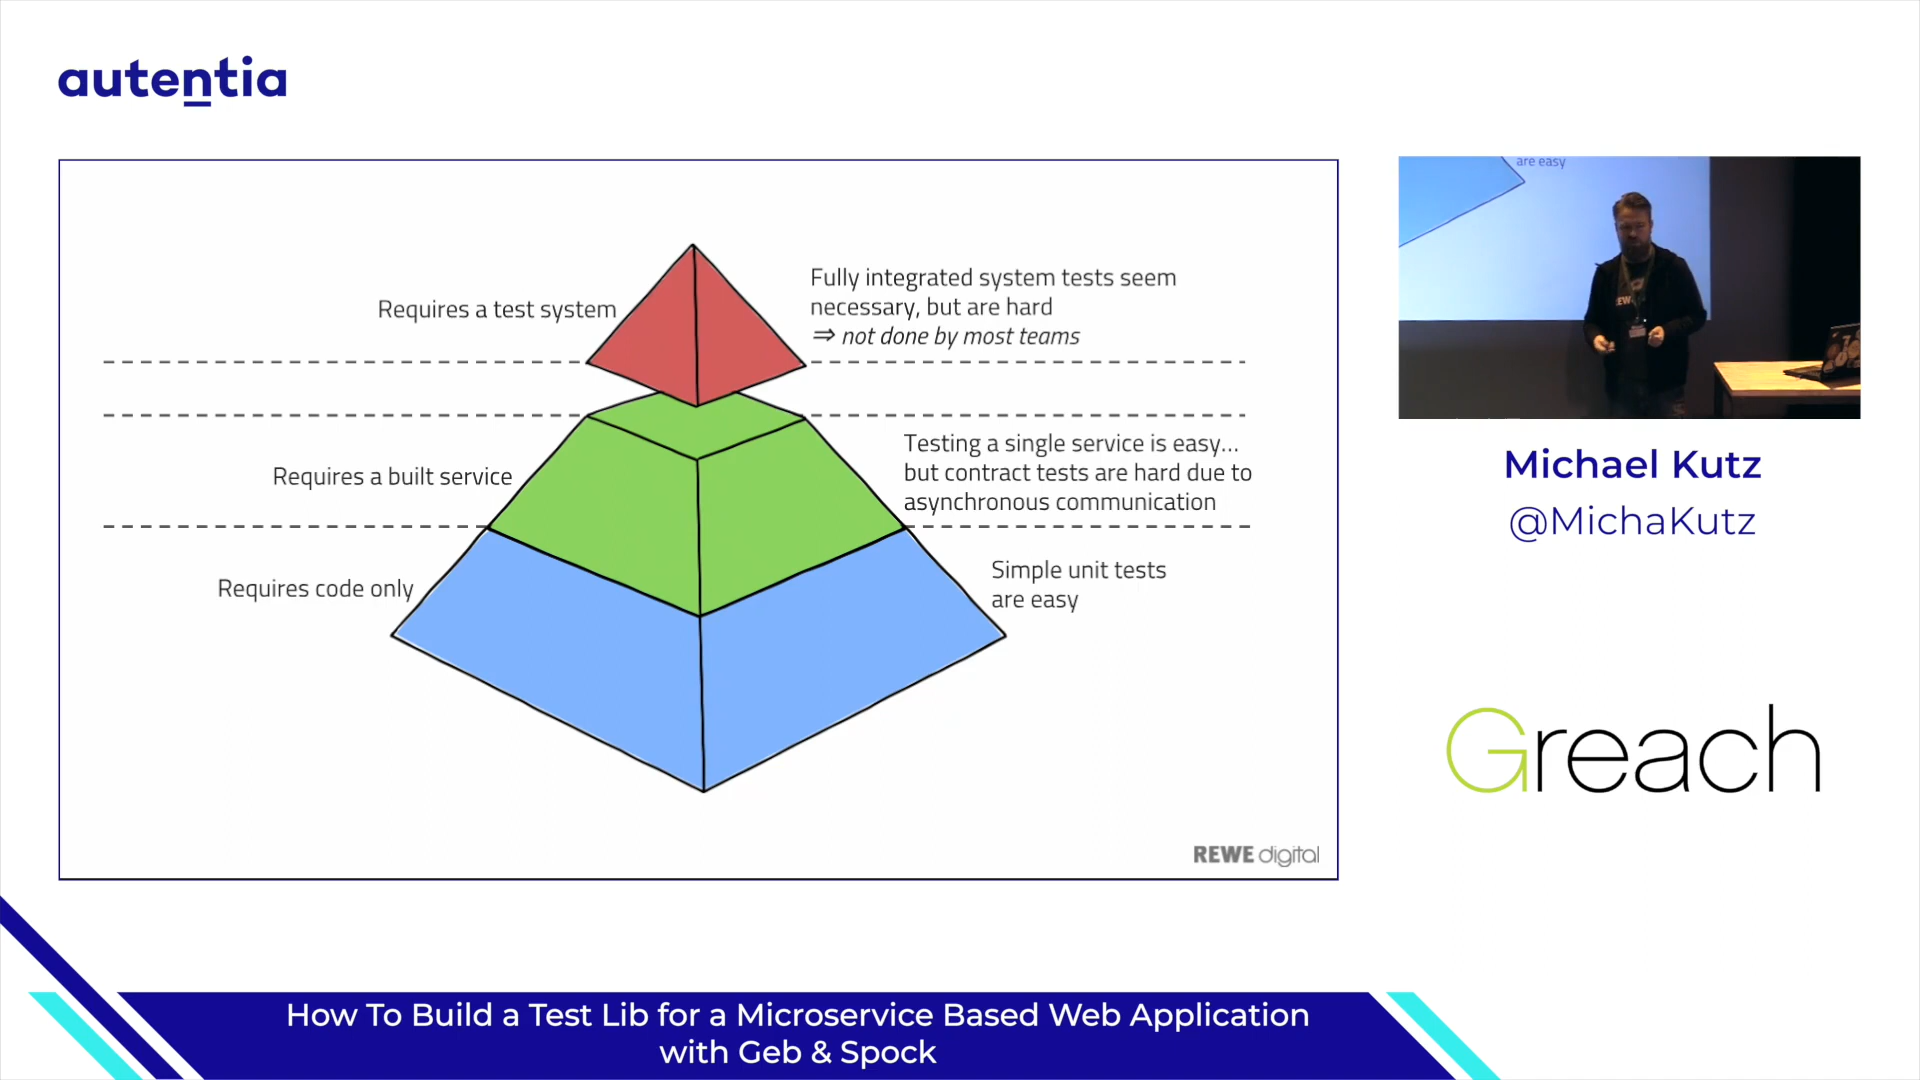 autentia
Requires a test system
Fully integrated system tests seem
necessary, but are hard
⇒ not done by most teams
Requires a built service
Testing a single service is easy...
but contract tests are hard due to
asynchronous communication
Requires code only
Simple unit tests
are easy
REWE digital
are easy
Michael Kutz
@MichaKutz
Greach
How To Build a Test Lib for a Microservice Based Web Application
with Geb & Spock